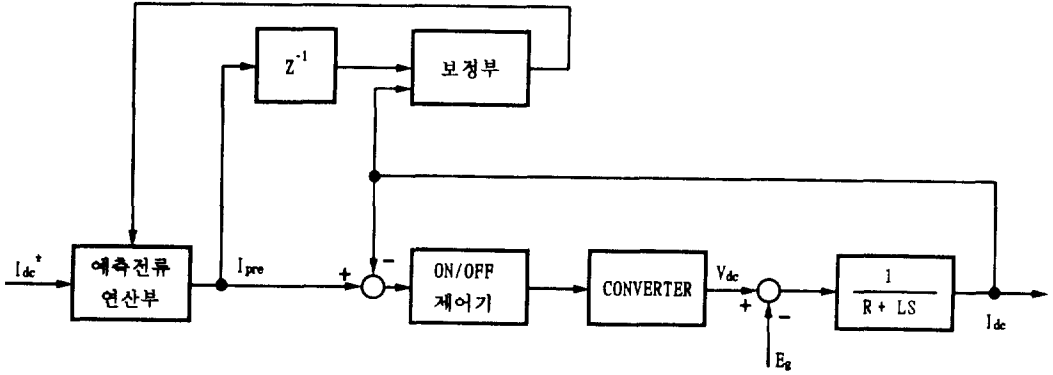 Z⁻¹
보정부
I_dc*
예측전류
연산부
I_pre
+
-
ON/OFF
제어기
CONVERTER
V_dc
+
-
E_g
1
R + LS
I_dc